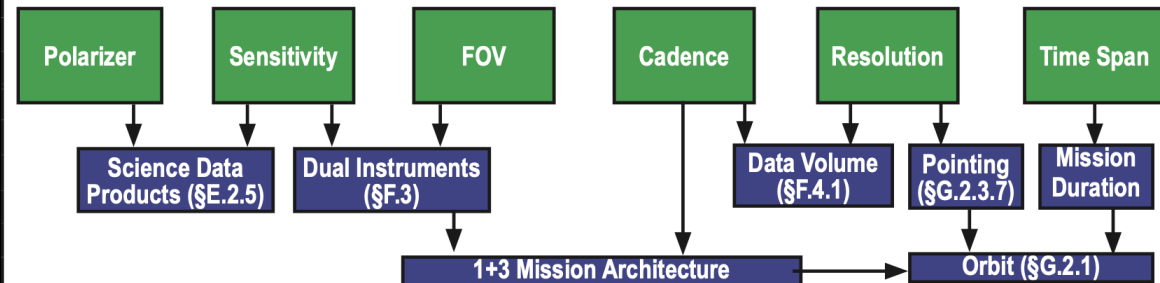 Polarizer
Sensitivity
FOV
Cadence
Resolution
Time Span
Science Data
Products (§E.2.5)
Dual Instruments
(§F.3)
Data Volume
(§F.4.1)
Pointing
(§G.2.3.7)
Mission
Duration
1+3 Mission Architecture
Orbit (§G.2.1)